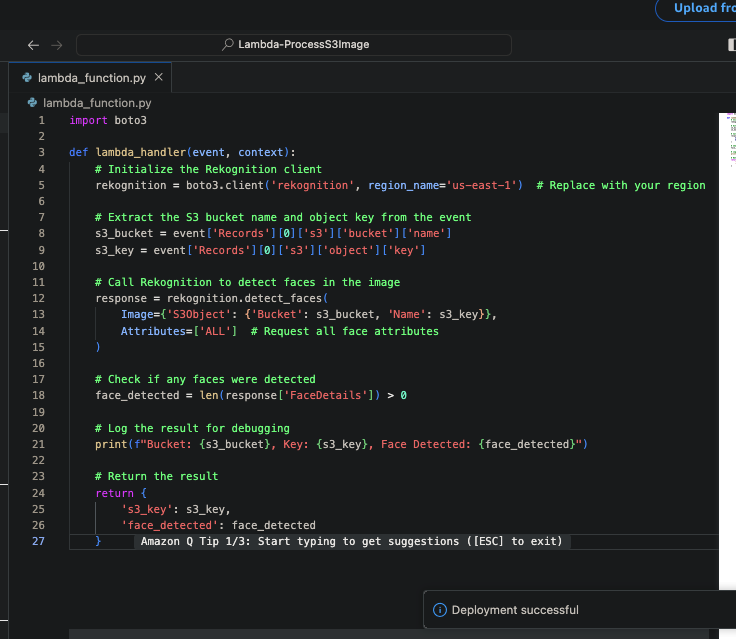 Upload fro
Lambda-ProcessS3Image
lambda_function.py
lambda_function.py
1 import boto3
2
3 def lambda_handler(event, context):
4     # Initialize the Rekognition client
5     rekognition = boto3.client('rekognition', region_name='us-east-1')  # Replace with your region
6
7     # Extract the S3 bucket name and object key from the event
8     s3_bucket = event['Records'][0]['s3']['bucket']['name']
9     s3_key = event['Records'][0]['s3']['object']['key']
10
11     # Call Rekognition to detect faces in the image
12     response = rekognition.detect_faces(
13         Image={'S3Object': {'Bucket': s3_bucket, 'Name': s3_key}},
14         Attributes=['ALL']  # Request all face attributes
15     )
16
17     # Check if any faces were detected
18     face_detected = len(response['FaceDetails']) > 0
19
20     # Log the result for debugging
21     print(f"Bucket: {s3_bucket}, Key: {s3_key}, Face Detected: {face_detected}")
22
23     # Return the result
24     return {
25         's3_key': s3_key,
26         'face_detected': face_detected
27     }     Amazon Q Tip 1/3: Start typing to get suggestions ([ESC] to exit)
Deployment successful